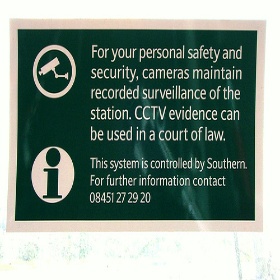 For your personal safety and
security, cameras maintain
recorded surveillance of the
station. CCTV evidence can
be used in a court of law.
i
This system is controlled by Southern.
For further information contact
08451 27 29 20